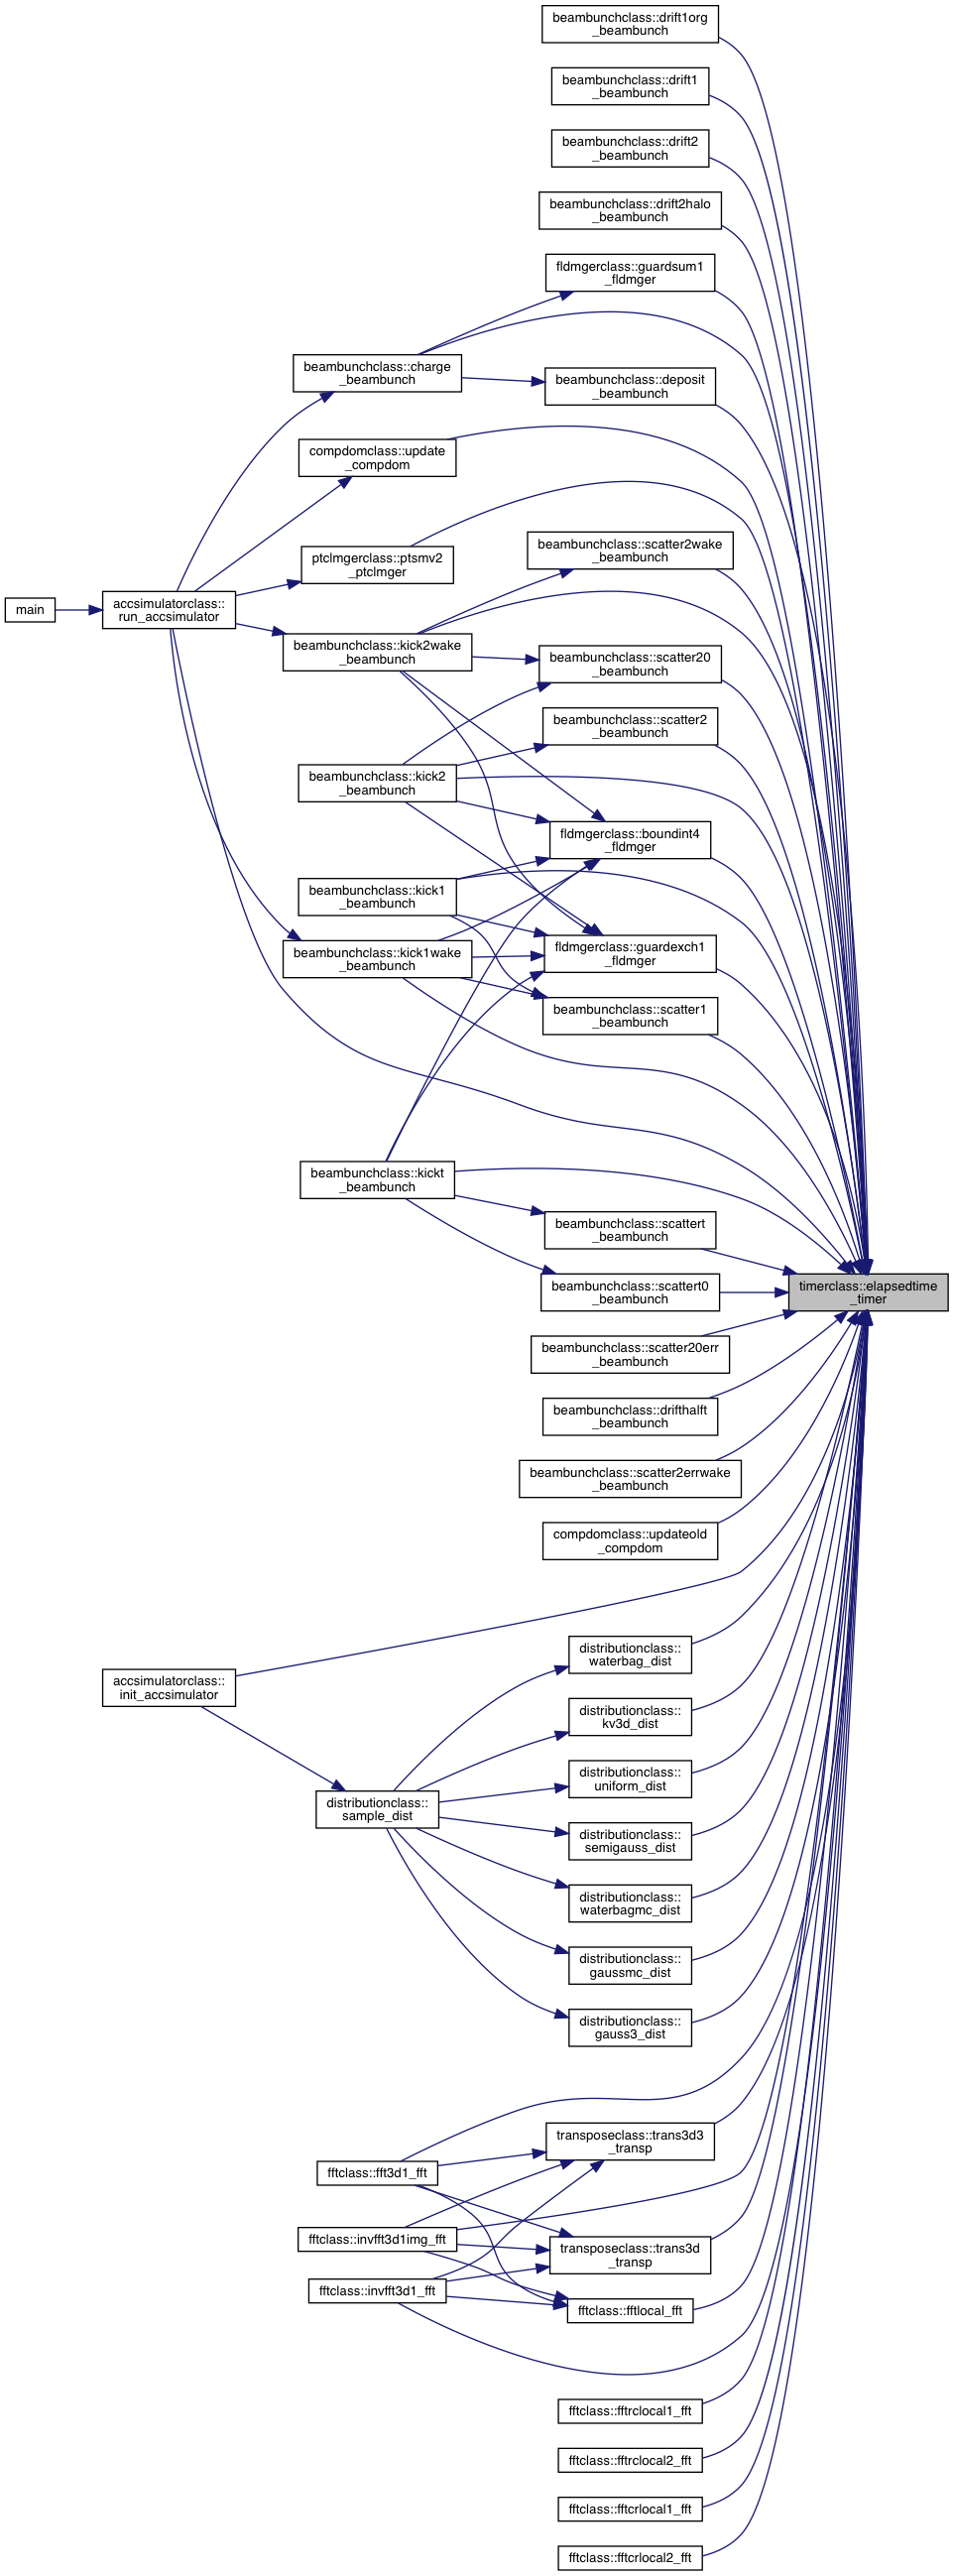 beambunchclass::drift1org
_beambunch
beambunchclass::drift1
_beambunch
beambunchclass::drift2
_beambunch
beambunchclass::drift2halo
_beambunch
fldmgerclass::guardsum1
_fldmger
beambunchclass::charge
_beambunch
beambunchclass::deposit
_beambunch
compdomclass::update
_compdom
ptclmgerclass::ptsmv2
_ptclmger
beambunchclass::scatter2wake
_beambunch
main
accsimulatorclass::
run_accsimulator
beambunchclass::kick2wake
_beambunch
beambunchclass::scatter20
_beambunch
beambunchclass::scatter2
_beambunch
beambunchclass::kick2
_beambunch
fldmgerclass::boundint4
_fldmger
beambunchclass::kick1
_beambunch
beambunchclass::kick1wake
_beambunch
fldmgerclass::guardexch1
_fldmger
beambunchclass::scatter1
_beambunch
beambunchclass::kickt
_beambunch
beambunchclass::scattert
_beambunch
beambunchclass::scattert0
_beambunch
timerclass::elapsedtime
_timer
beambunchclass::scatter20err
_beambunch
beambunchclass::drifthalft
_beambunch
beambunchclass::scatter2errwake
_beambunch
compdomclass::updateold
_compdom
distributionclass::
waterbag_dist
accsimulatorclass::
init_accsimulator
distributionclass::
kv3d_dist
distributionclass::
uniform_dist
distributionclass::
sample_dist
distributionclass::
semigauss_dist
distributionclass::
waterbagmc_dist
distributionclass::
gaussmc_dist
distributionclass::
gauss3_dist
transposeclass::trans3d3
_transp
fftclass::fft3d1_fft
fftclass::invfft3d1img_fft
transposeclass::trans3d
_transp
fftclass::invfft3d1_fft
fftclass::fftlocal_fft
fftclass::fftrclocal1_fft
fftclass::fftrclocal2_fft
fftclass::fftcrlocal1_fft
fftclass::fftcrlocal2_fft